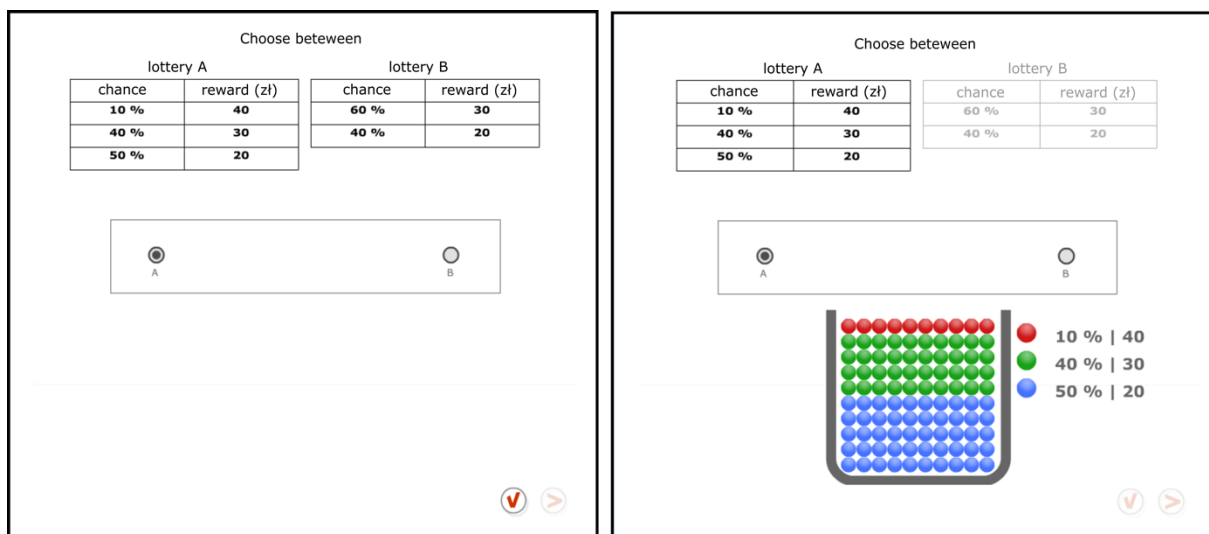 Choose beteween
lottery A lottery B
chance reward (zł) chance reward (zł)
10 % 40 60 % 30
40 % 30 40 % 20
50 % 20
A B
Choose beteween
lottery A lottery B
chance reward (zł) chance reward (zł)
10 % 40 60 % 30
40 % 30 40 % 20
50 % 20
A B
10 % | 40
40 % | 30
50 % | 20